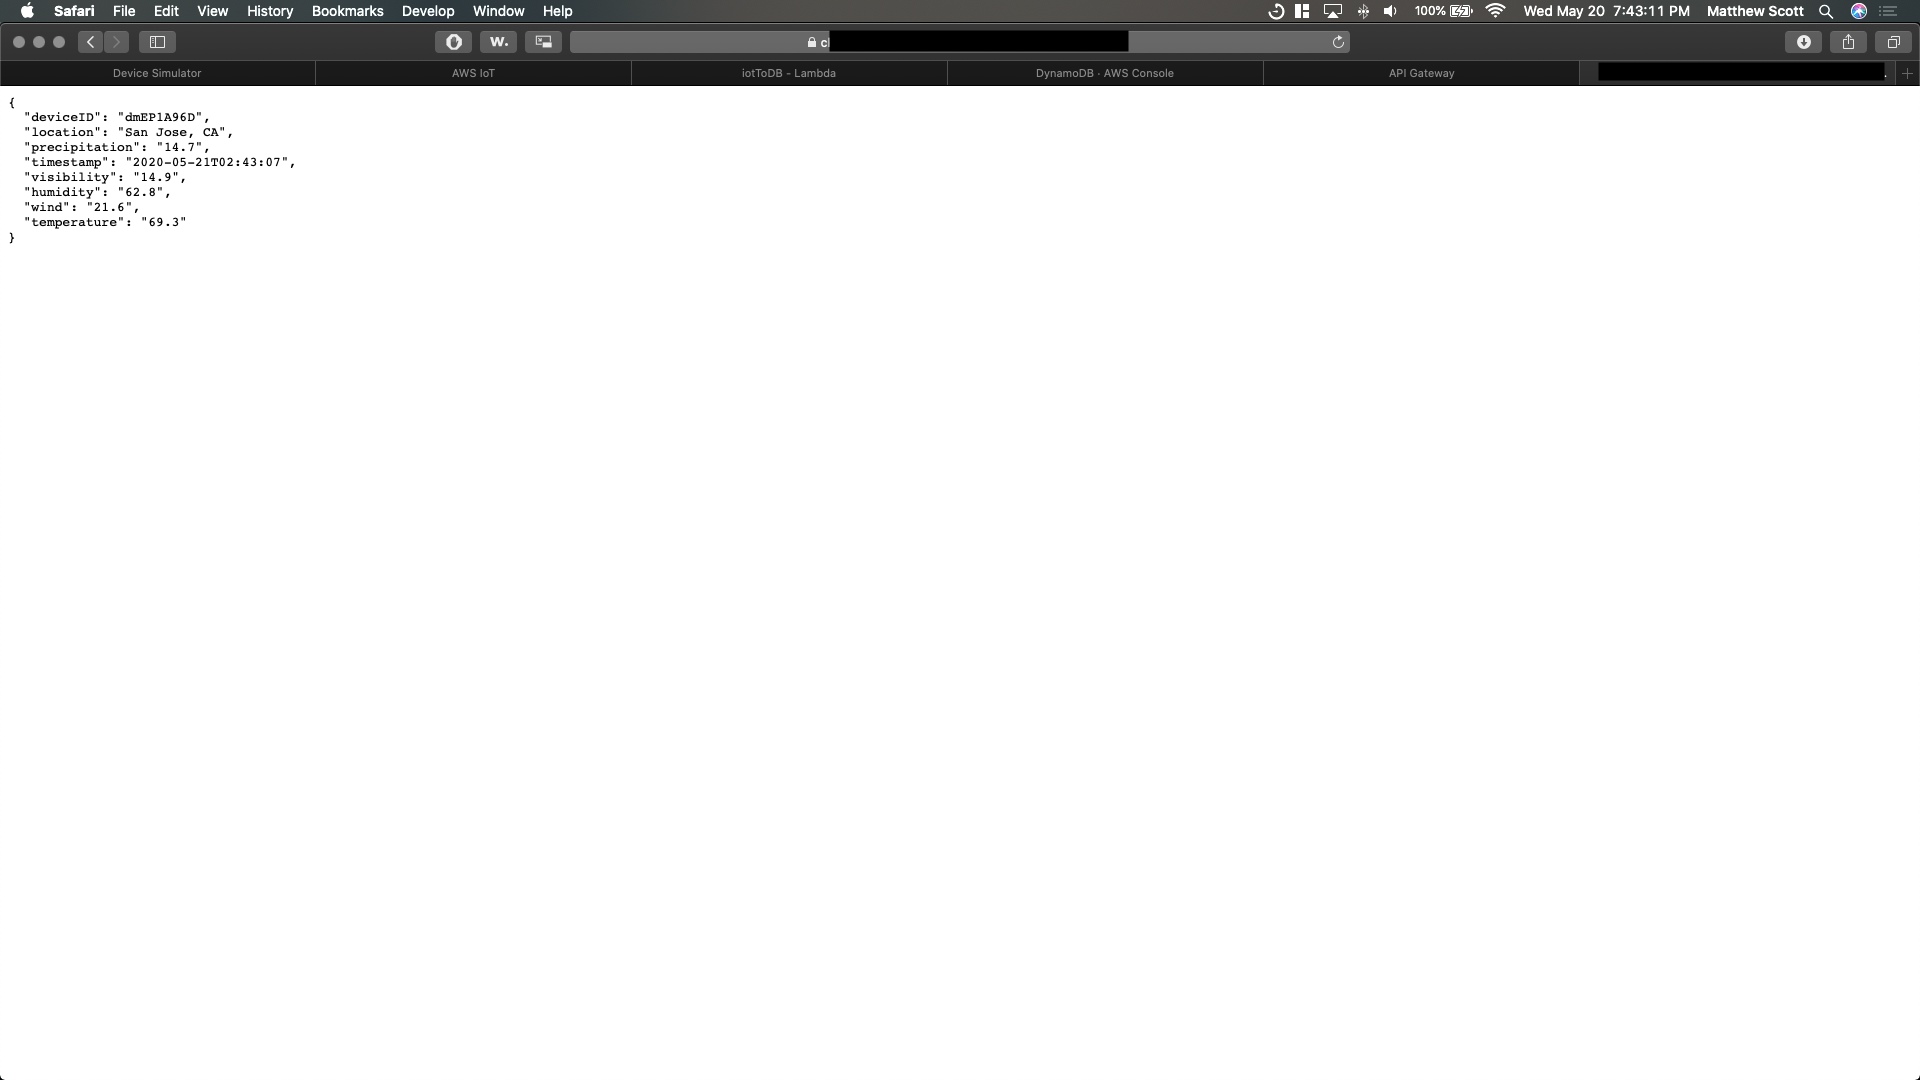 Safari File Edit View History Bookmarks Develop Window Help 100% Wed May 20 7:43:11 PM Matthew Scott
W. c
Device Simulator AWS IoT iotToDB - Lambda DynamoDB · AWS Console API Gateway
{
"deviceID": "dmEP1A96D",
"location": "San Jose, CA",
"precipitation": "14.7",
"timestamp": "2020-05-21T02:43:07",
"visibility": "14.9",
"humidity": "62.8",
"wind": "21.6",
"temperature": "69.3"
}